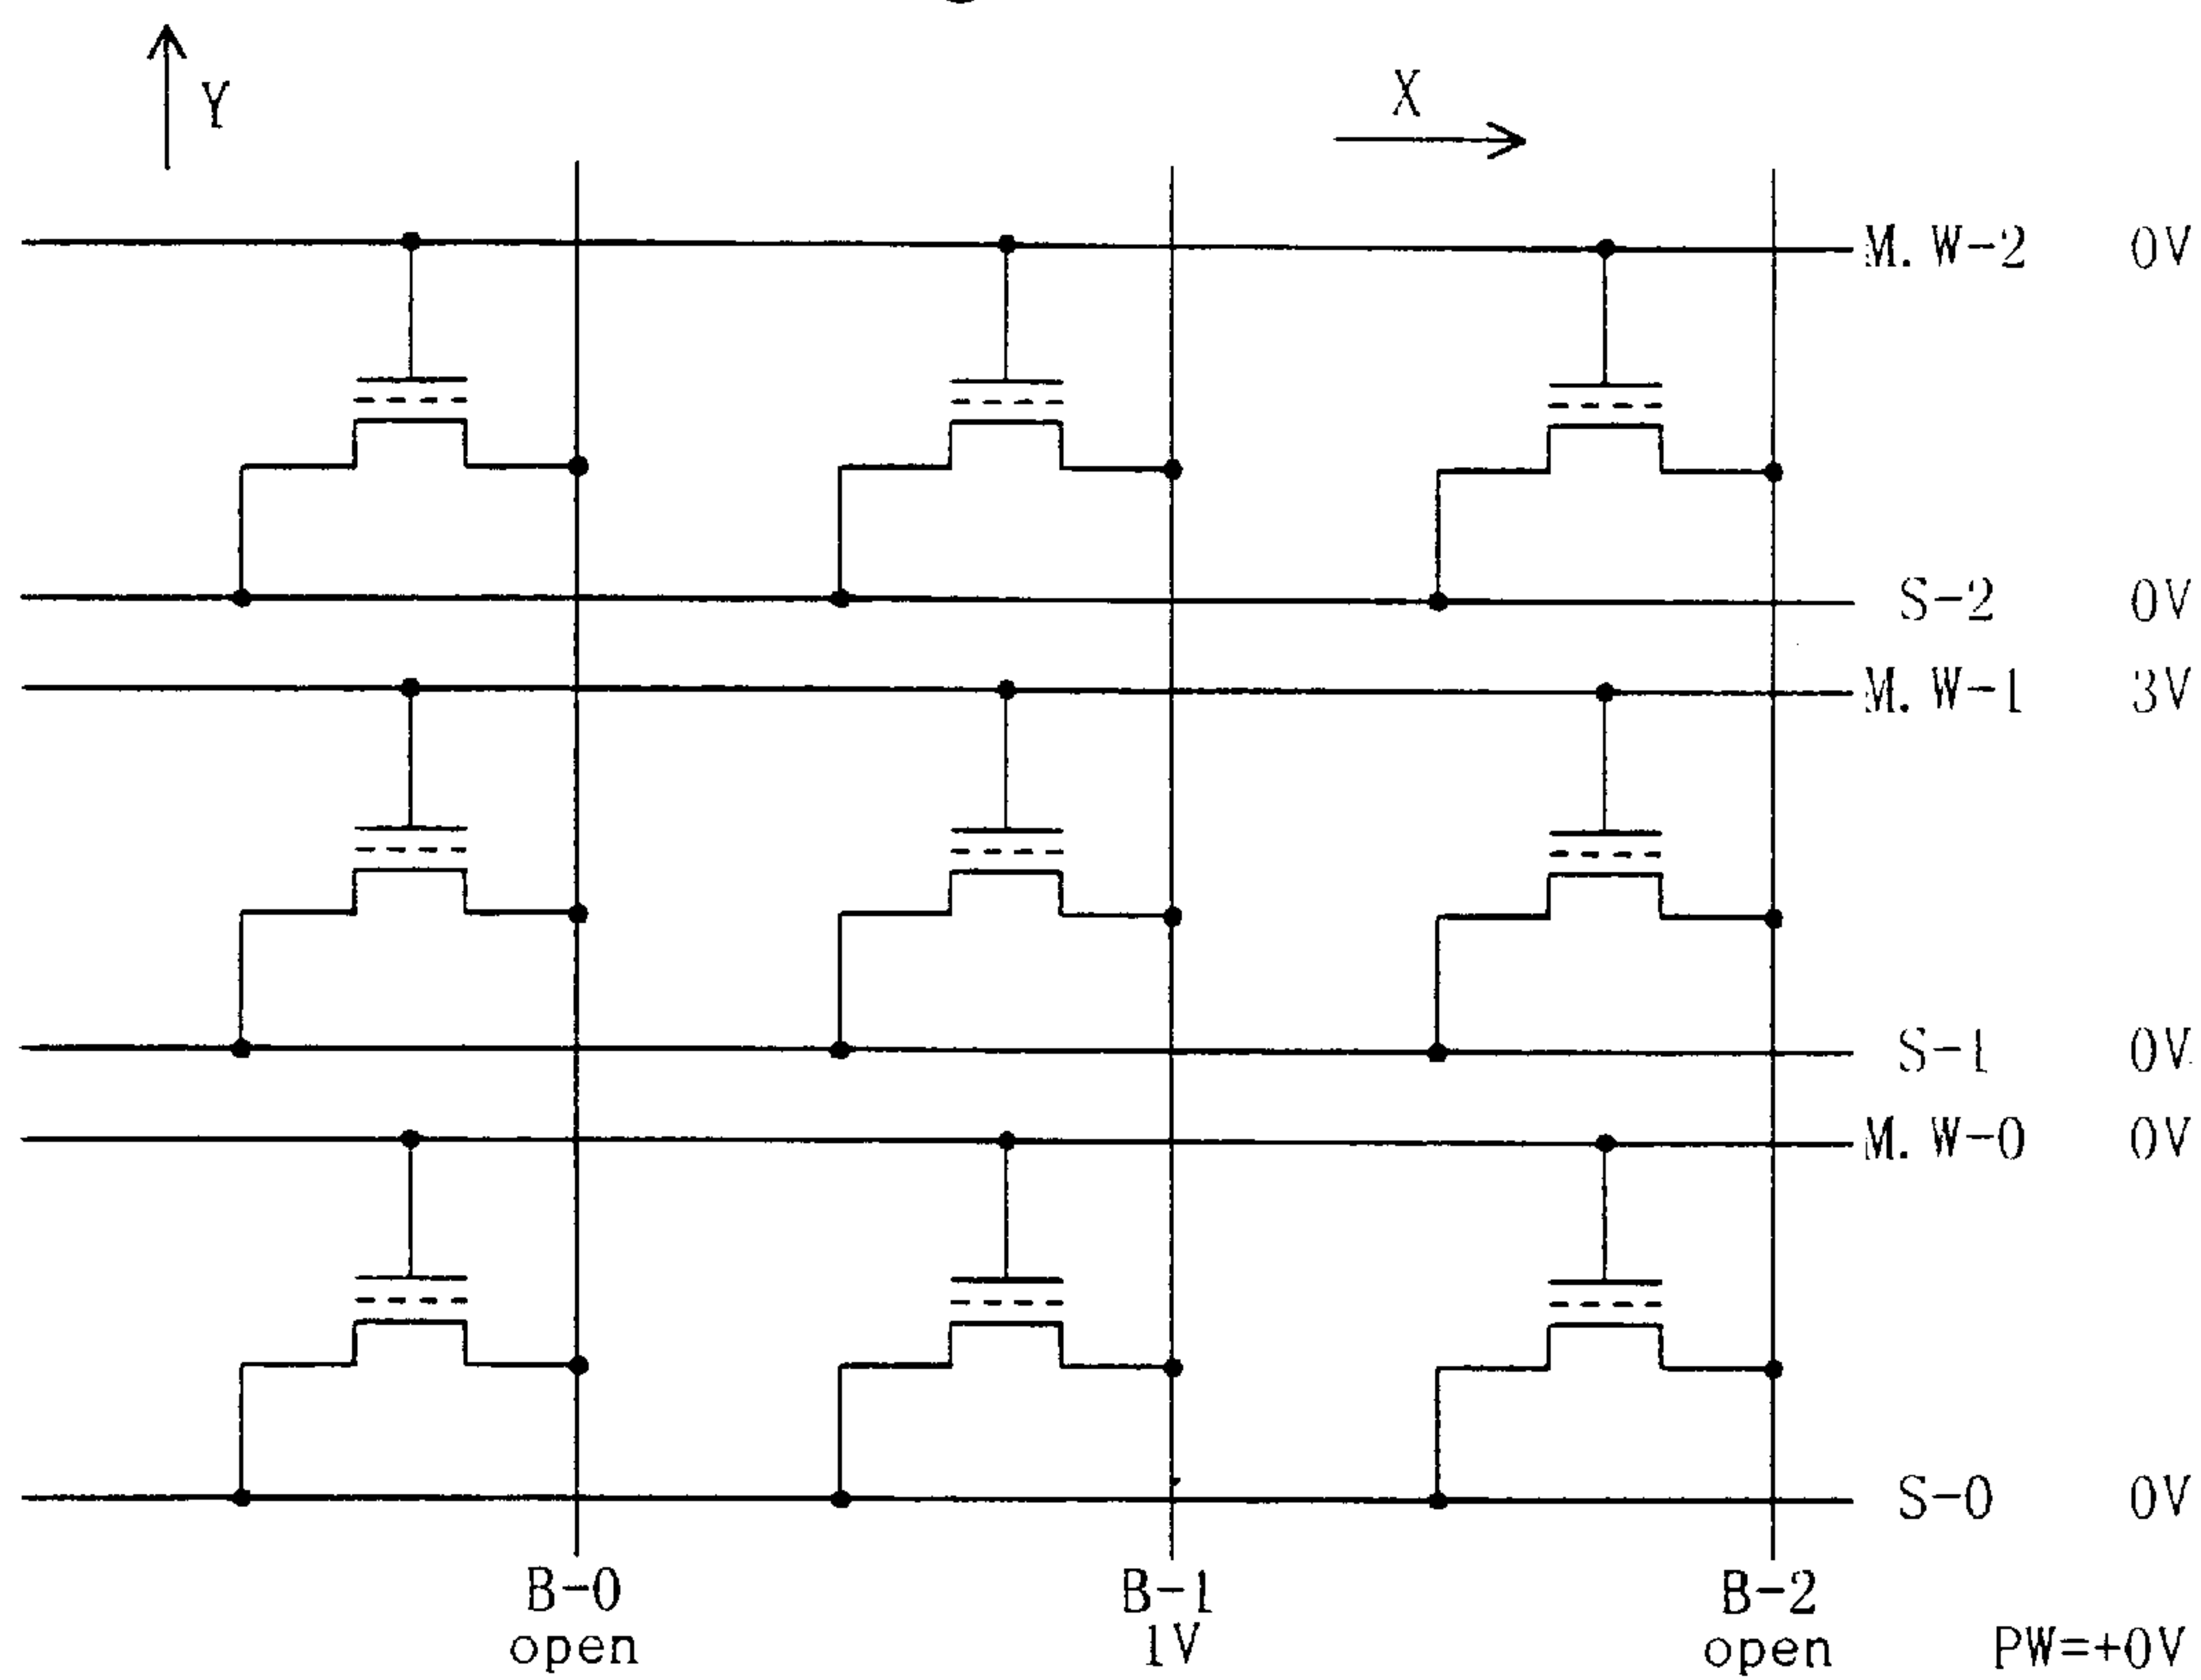 Y
X
M. W-2 0V
S-2 0V
M. W-1 3V
S-1 0V
M. W-0 0V
S-0 0V
B-0 B-1 B-2
open 1V open PW=+0V